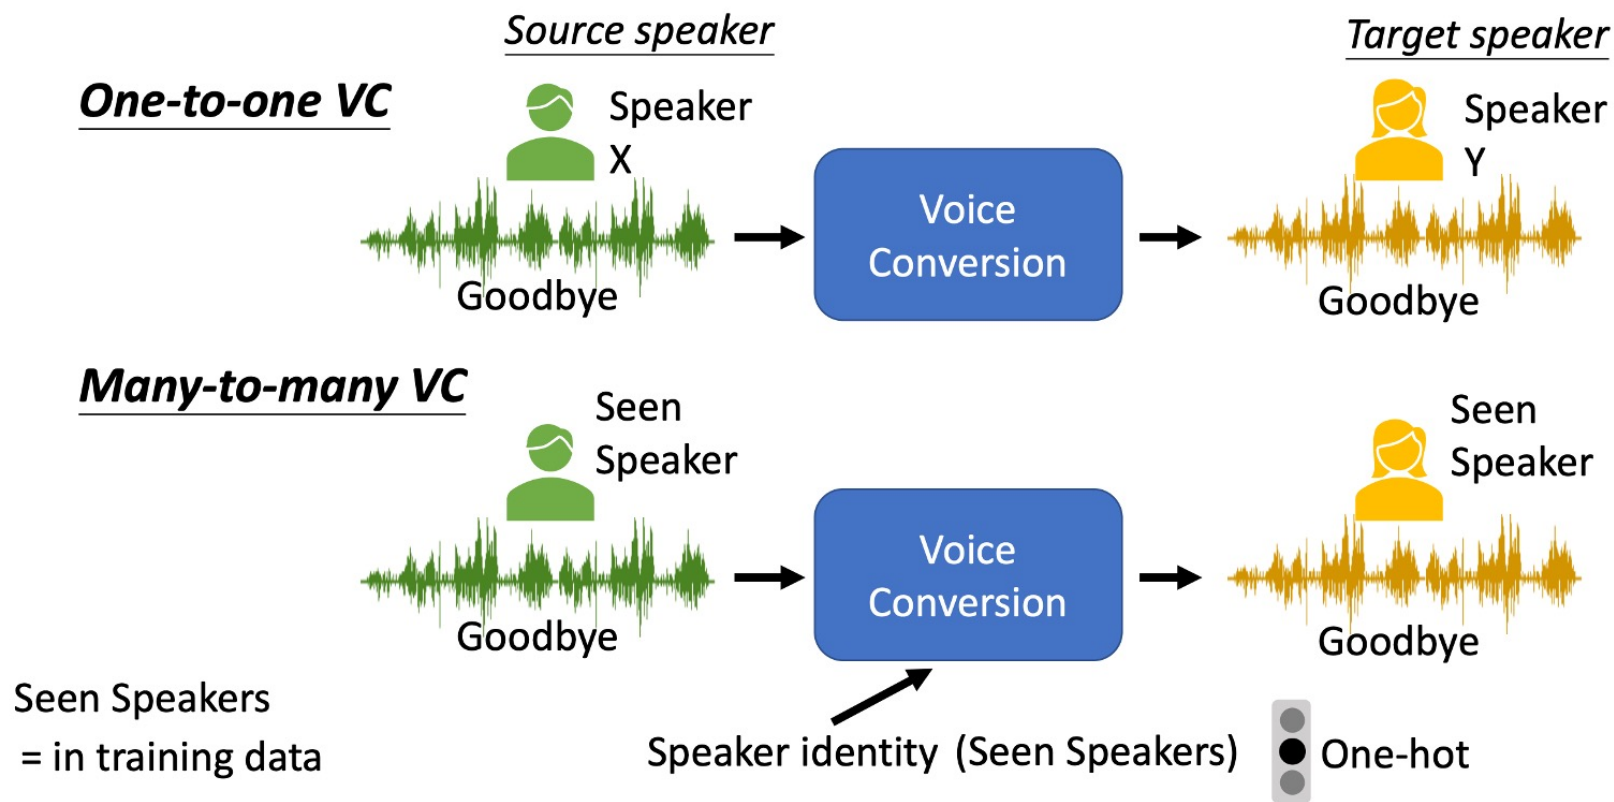 Source speaker
Target speaker
One-to-one VC
Speaker
X
Speaker
Y
Voice
Conversion
Goodbye
Goodbye
Many-to-many VC
Seen
Speaker
Seen
Speaker
Voice
Conversion
Goodbye
Goodbye
Seen Speakers
= in training data
Speaker identity (Seen Speakers)
One-hot